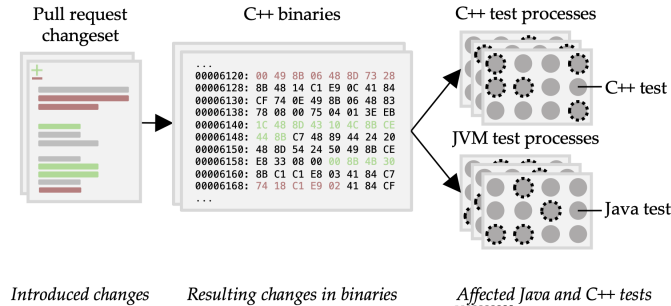 Pull request
changeset
C++ binaries
C++ test processes
...
00006120: 00 49 8B 06 48 8D 73 28
00006128: 8B 48 14 C1 E9 0C 41 84
00006130: CF 74 0E 49 8B 06 48 83
00006138: 78 08 00 75 04 01 3E EB
00006140: 1C 48 8D 43 10 4C 8B CE
00006148: 44 8B C7 48 89 44 24 20
00006150: 48 8D 54 24 50 49 8B CE
00006158: E8 33 08 00 00 8B 4B 30
00006160: 8B C1 C1 E8 03 41 84 C7
00006168: 74 18 C1 E9 02 41 84 CF
...
C++ test
JVM test processes
Java test
Introduced changes
Resulting changes in binaries
Affected Java and C++ tests